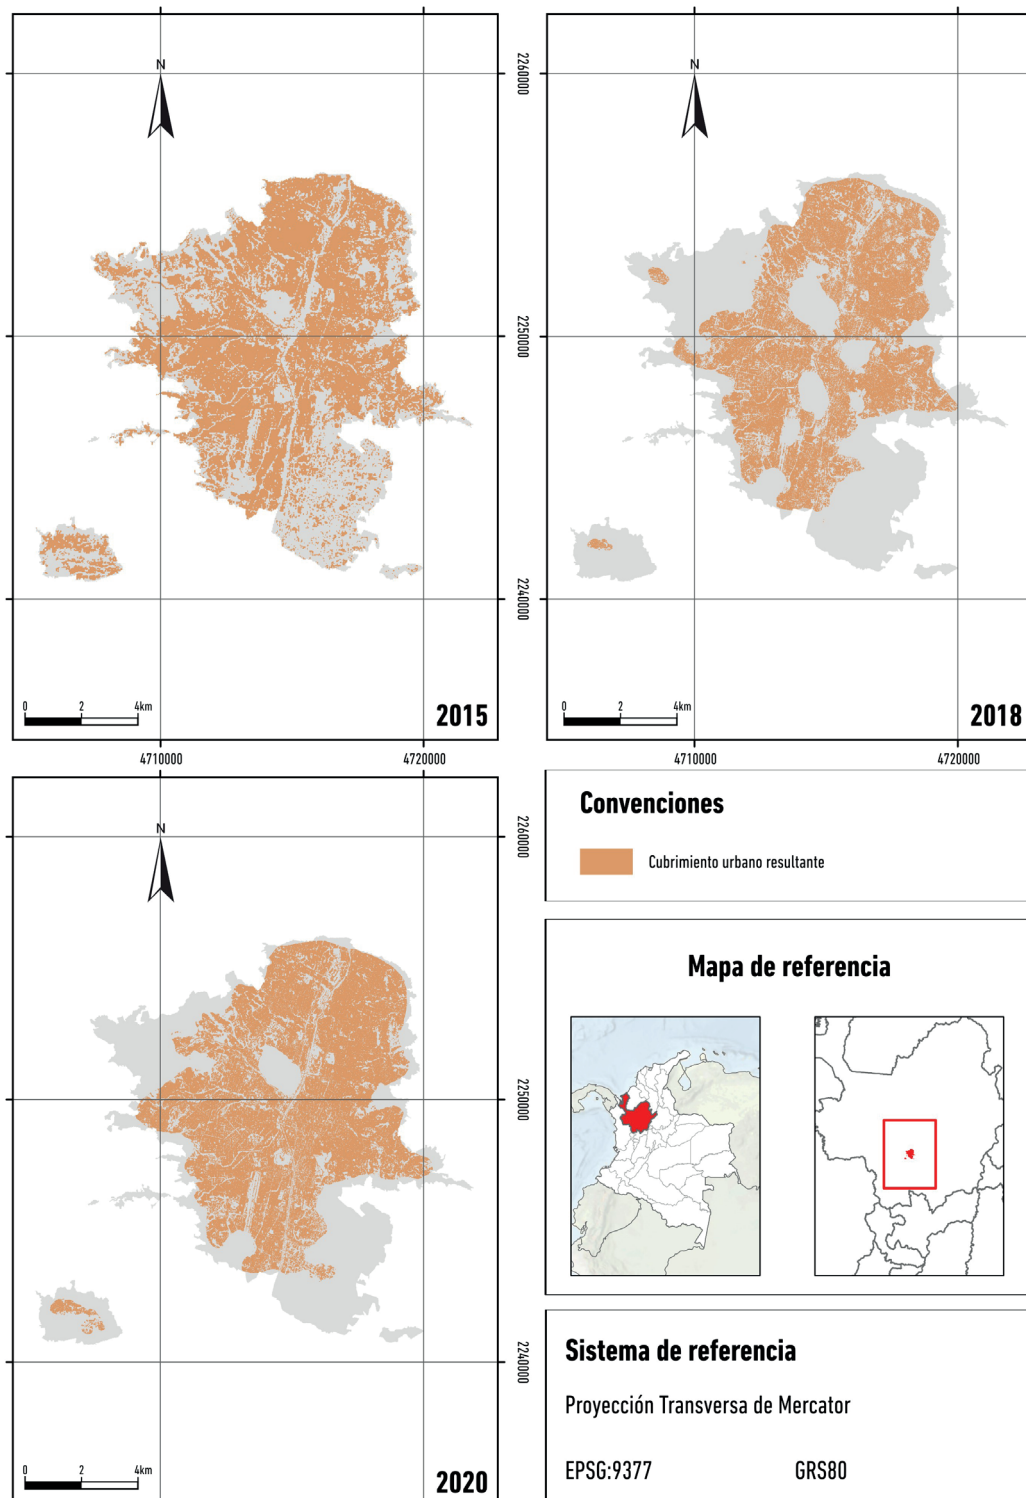 N
N
2260000
2250000
2240000
0 2 4km
2015
0 2 4km
2018
4710000 4720000
4710000 4720000
N
2260000
2250000
2240000
0 2 4km
2020
Convenciones
Cubrimiento urbano resultante
Mapa de referencia
Sistema de referencia
Proyección Transversa de Mercator
EPSG:9377 GRS80